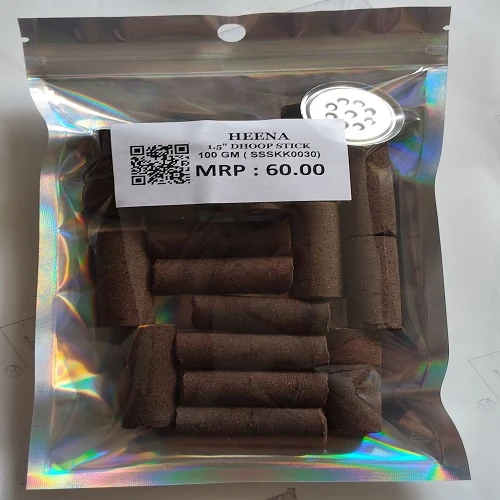 HEENA
1.5" DHOOP STICK
100 GM ( SSSKK0030)
MRP : 60.00